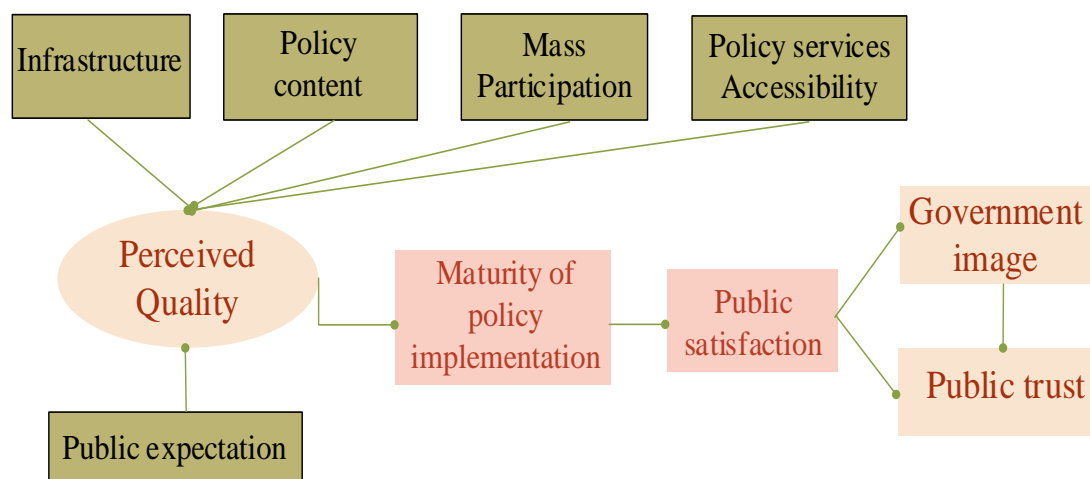 Infrastructure
Policy
content
Mass
Participation
Policy services
Accessibility
Perceived
Quality
Maturity of
policy
implementation
Public
satisfaction
Government
image
Public trust
Public expectation